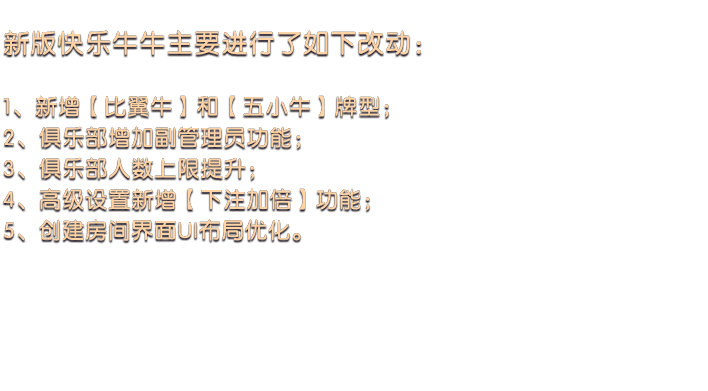 新版快乐牛牛主要进行了如下改动：
1、新增【比翼牛】和【五小牛】牌型；
2、俱乐部增加副管理员功能；
3、俱乐部人数上限提升；
4、高级设置新增【下注加倍】功能；
5、创建房间界面UI布局优化。